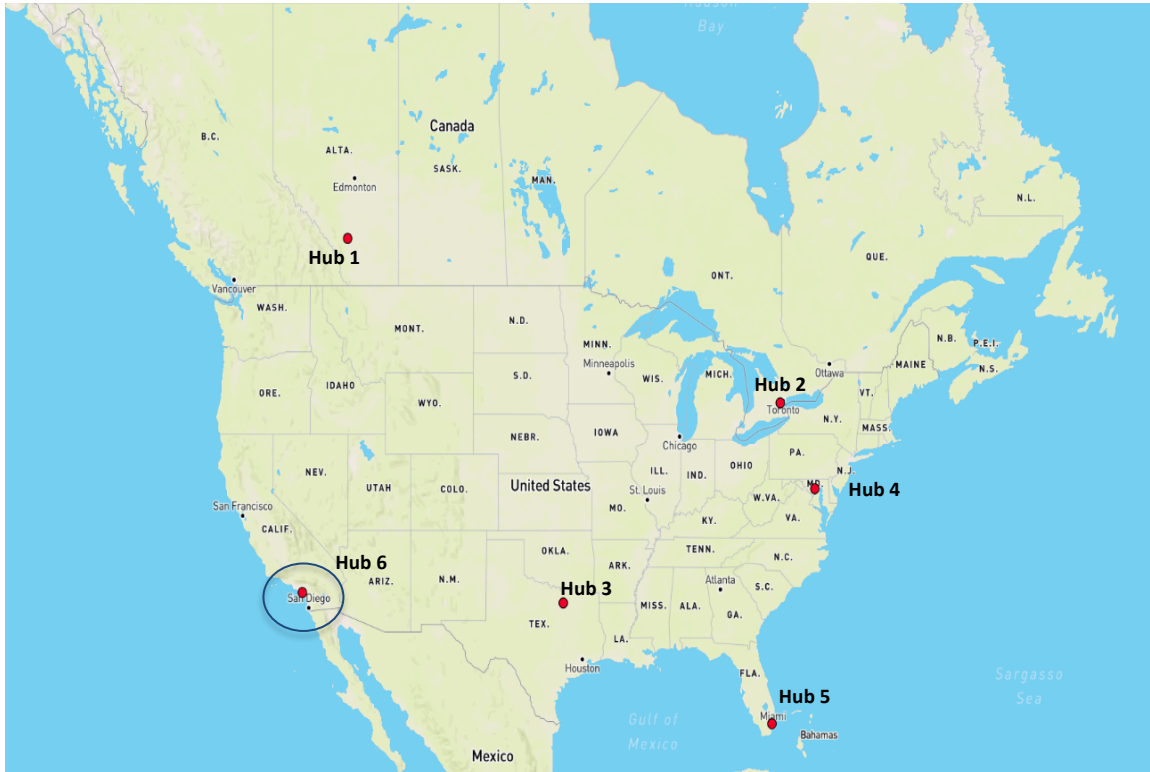 Hudson
Bay
Canada
B.C.
ALTA.
SASK.
MAN.
Edmonton
N.L.
Hub 1
QUE.
ONT.
Vancouver
WASH.
N.D.
MONT.
MINN.
N.B.
P.E.I.
Minneapolis
MAINE
N.S.
Ottawa
S.D.
WIS.
MICH.
Hub 2
IDAHO
ORE.
VT.
WYO.
Toronto
N.Y.
MASS.
NEBR.
IOWA
Chicago
PA.
OHIO
N.J.
NEV.
ILL.
IND.
UTAH
COLO.
United States
St. Louis
MD.
Hub 4
W.VA.
San Francisco
MO.
VA.
KY.
CALIF.
OKLA.
TENN.
N.C.
Hub 6
ARIZ.
N.M.
ARK.
Atlanta
S.C.
San Diego
Hub 3
MISS.
ALA.
GA.
TEX.
LA.
Houston
FLA.
Sargasso
Sea
Hub 5
Miami
Gulf of
Mexico
Bahamas
Mexico